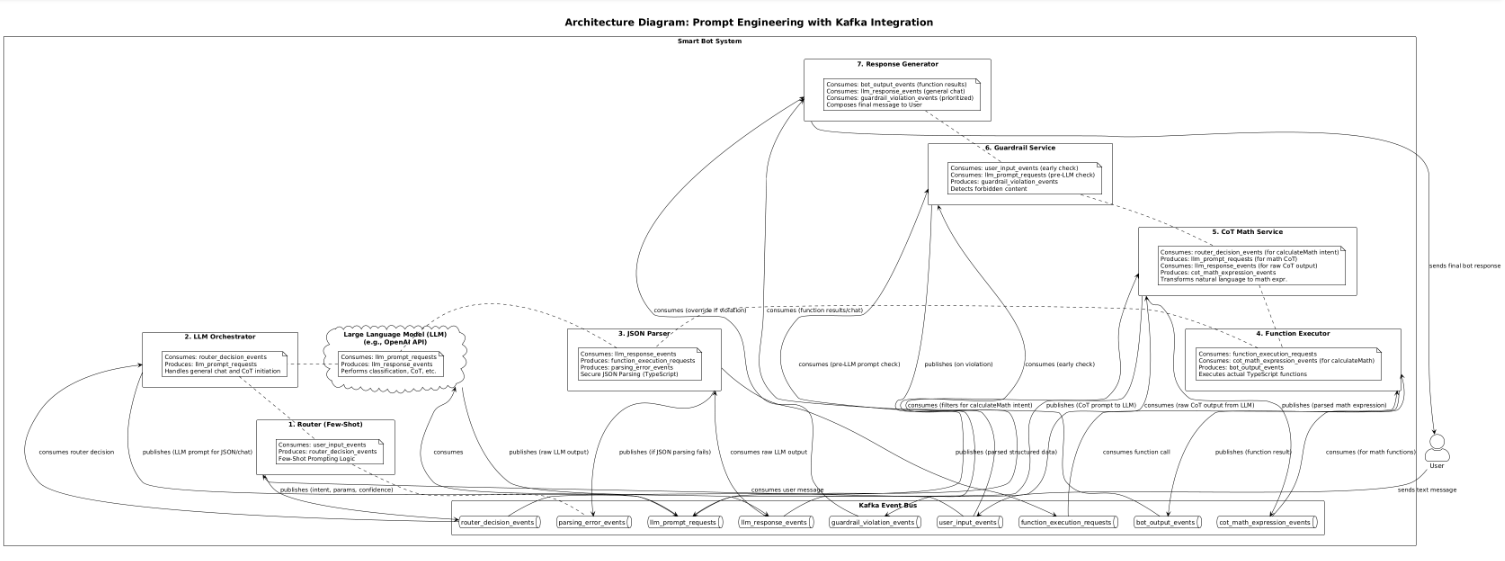 Architecture Diagram: Prompt Engineering with Kafka Integration
Smart Bot System
7. Response Generator
Consumes: bot_output_events (function results)
Consumes: llm_response_events (general chat)
Consumes: guardrail_violation_events (prioritized)
Composes final message to User
6. Guardrail Service
Consumes: user_input_events (early check)
Consumes: llm_prompt_requests (pre-LLM check)
Produces: guardrail_violation_events
Detects forbidden content
5. CoT Math Service
Consumes: router_decision_events (for calculateMath intent)
Produces: llm_prompt_requests (for math CoT)
Consumes: llm_response_events (for raw CoT output)
Produces: cot_math_expression_events
Transforms natural language to math expr.
sends final bot response
consumes (override if violation)
consumes (function results/chat)
2. LLM Orchestrator
Consumes: router_decision_events
Produces: llm_prompt_requests
Handles general chat and CoT initiation
Large Language Model (LLM)
(e.g., OpenAI API)
Consumes: llm_prompt_requests
Produces: llm_response_events
Performs classification, CoT, etc.
3. JSON Parser
Consumes: llm_response_events
Produces: function_execution_requests
Produces: parsing_error_events
Secure JSON Parsing (TypeScript)
4. Function Executor
Consumes: function_execution_requests
Consumes: cot_math_expression_events (for calculateMath)
Produces: bot_output_events
Executes actual TypeScript functions
consumes (pre-LLM prompt check)
publishes (on violation)
consumes (early check)
consumes (filters for calculateMath intent)
publishes (CoT prompt to LLM)
consumes (raw CoT output from LLM)
publishes (parsed math expression)
1. Router (Few-Shot)
Consumes: user_input_events
Produces: router_decision_events
Few-Shot Prompting Logic
consumes router decision
publishes (LLM prompt for JSON/chat)
consumes
publishes (raw LLM output)
publishes (if JSON parsing fails)
consumes raw LLM output
publishes (parsed structured data)
consumes function call
publishes (function result)
consumes (for math functions)
User
publishes (intent, params, confidence)
consumes user message
sends text message
Kafka Event Bus
router_decision_events
parsing_error_events
llm_prompt_requests
llm_response_events
guardrail_violation_events
user_input_events
function_execution_requests
bot_output_events
cot_math_expression_events